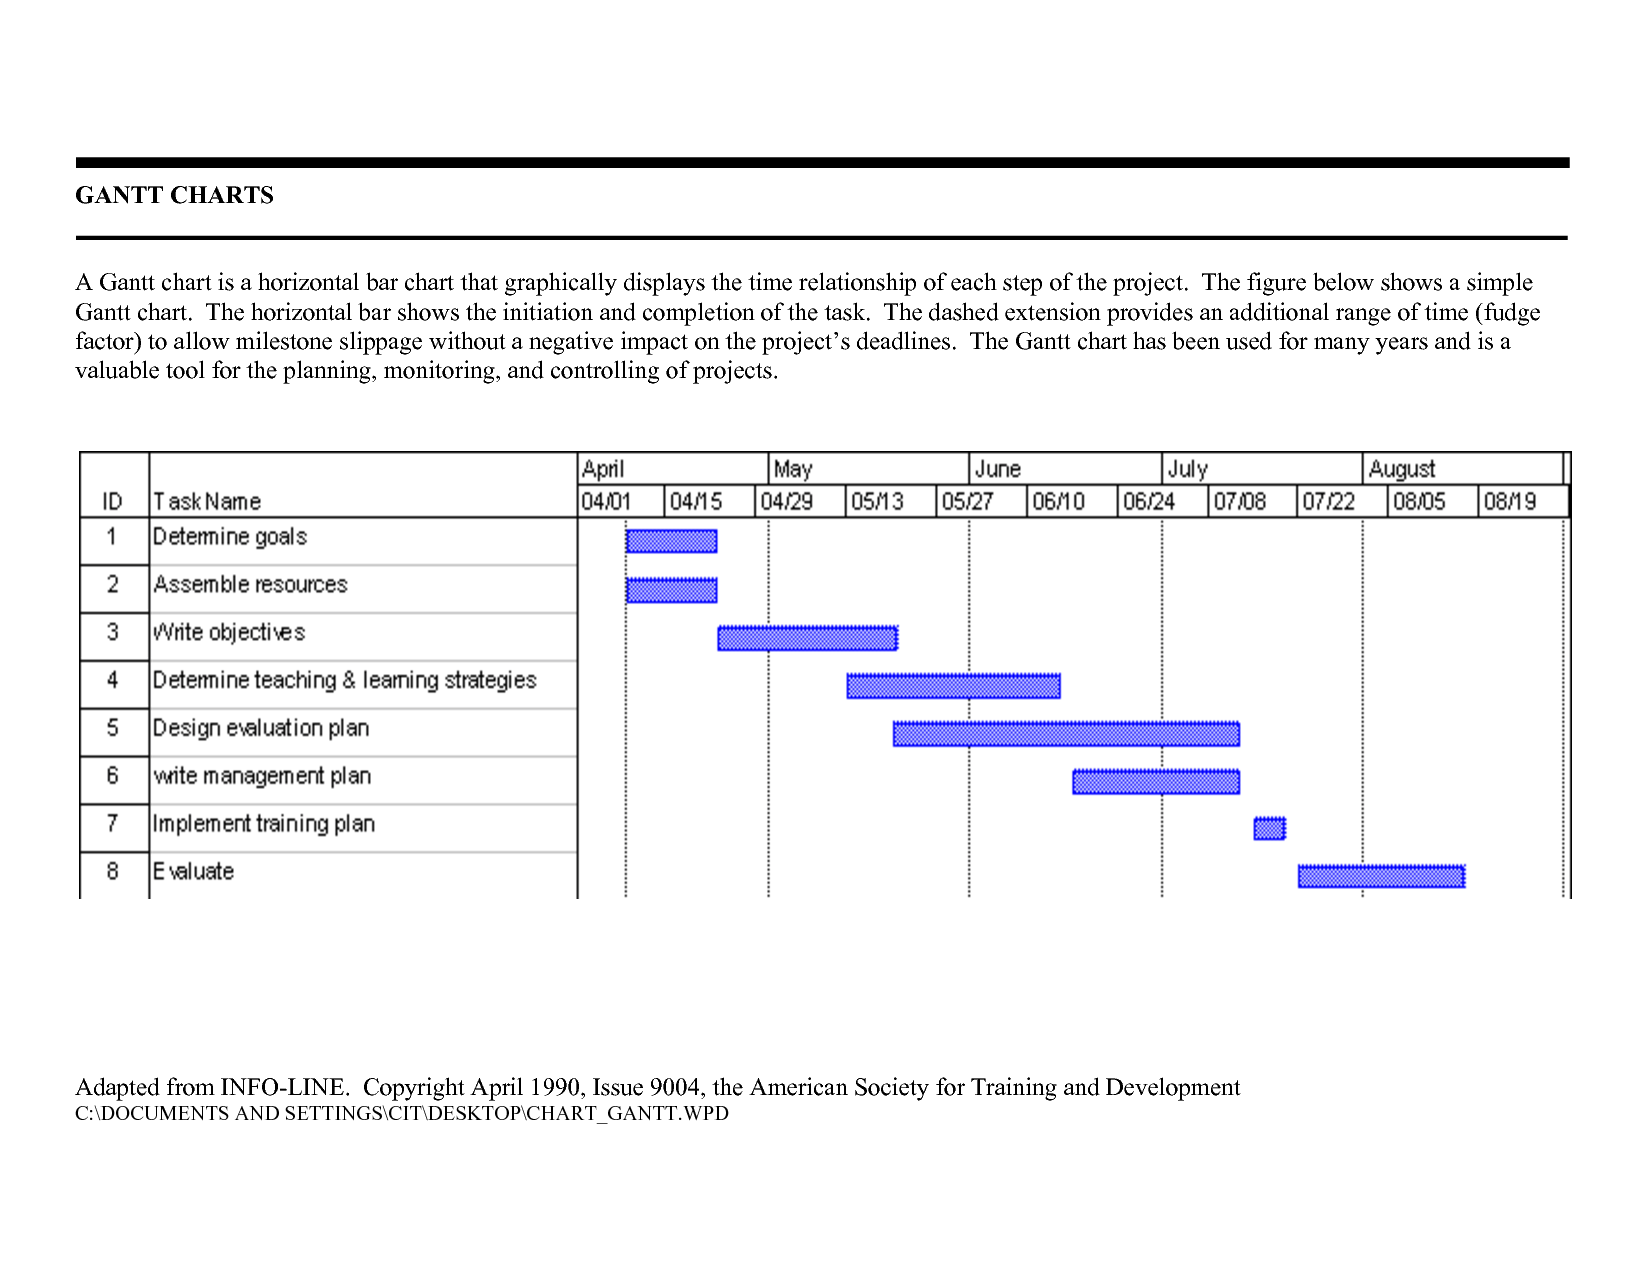 GANTT CHARTS
A Gantt chart is a horizontal bar chart that graphically displays the time relationship of each step of the project.  The figure below shows a simple
Gantt chart.  The horizontal bar shows the initiation and completion of the task.  The dashed extension provides an additional range of time (fudge
factor) to allow milestone slippage without a negative impact on the project’s deadlines.  The Gantt chart has been used for many years and is a
valuable tool for the planning, monitoring, and controlling of projects.
April May June July August
ID Task Name 04/01 04/15 04/29 05/13 05/27 06/10 06/24 07/08 07/22 08/05 08/19
1 Determine goals
2 Assemble resources
3 Write objectives
4 Determine teaching & learning strategies
5 Design evaluation plan
6 write management plan
7 Implement training plan
8 Evaluate
Adapted from INFO-LINE.  Copyright April 1990, Issue 9004, the American Society for Training and Development
C:\DOCUMENTS AND SETTINGS\CIT\DESKTOP\CHART_GANTT.WPD